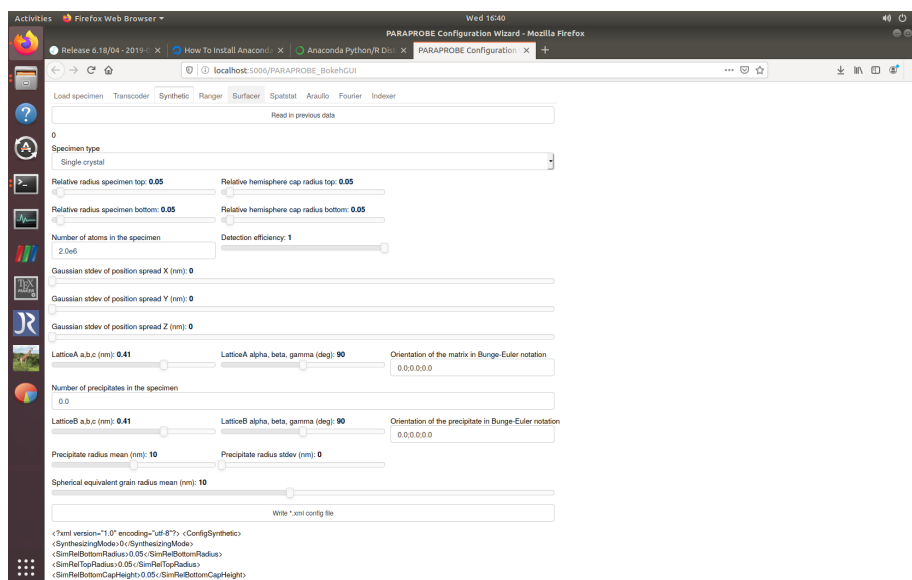 Activities Firefox Web Browser Wed 16:40
PARAPROBE Configuration Wizard - Mozilla Firefox
Release 6.18/04 - 2019-0 How To Install Anaconda Anaconda Python/R Dist PARAPROBE Configuration
localhost:5006/PARAPROBE_BokehGUI
Load specimen Transcoder Synthetic Ranger Surfacer Spatstat Araullo Fourier Indexer
Read in previous data
0
Specimen type
Single crystal
Relative radius specimen top: 0.05 Relative hemisphere cap radius top: 0.05
Relative radius specimen bottom: 0.05 Relative hemisphere cap radius bottom: 0.05
Number of atoms in the specimen Detection efficiency: 1
2.0e6
Gaussian stdev of position spread X (nm): 0
Gaussian stdev of position spread Y (nm): 0
Gaussian stdev of position spread Z (nm): 0
LatticeA a,b,c (nm): 0.41 LatticeA alpha, beta, gamma (deg): 90 Orientation of the matrix in Bunge-Euler notation
0.0;0.0;0.0
Number of precipitates in the specimen
0.0
LatticeB a,b,c (nm): 0.41 LatticeB alpha, beta, gamma (deg): 90 Orientation of the precipitate in Bunge-Euler notation
0.0;0.0;0.0
Precipitate radius mean (nm): 10 Precipitate radius stdev (nm): 0
Spherical equivalent grain radius mean (nm): 10
Write *.xml config file
<?xml version="1.0" encoding="utf-8"?> <ConfigSynthetic>
<SynthesizingMode>0</SynthesizingMode>
<SimRelBottomRadius>0.05</SimRelBottomRadius>
<SimRelTopRadius>0.05</SimRelTopRadius>
<SimRelBottomCapHeight>0.05</SimRelBottomCapHeight>